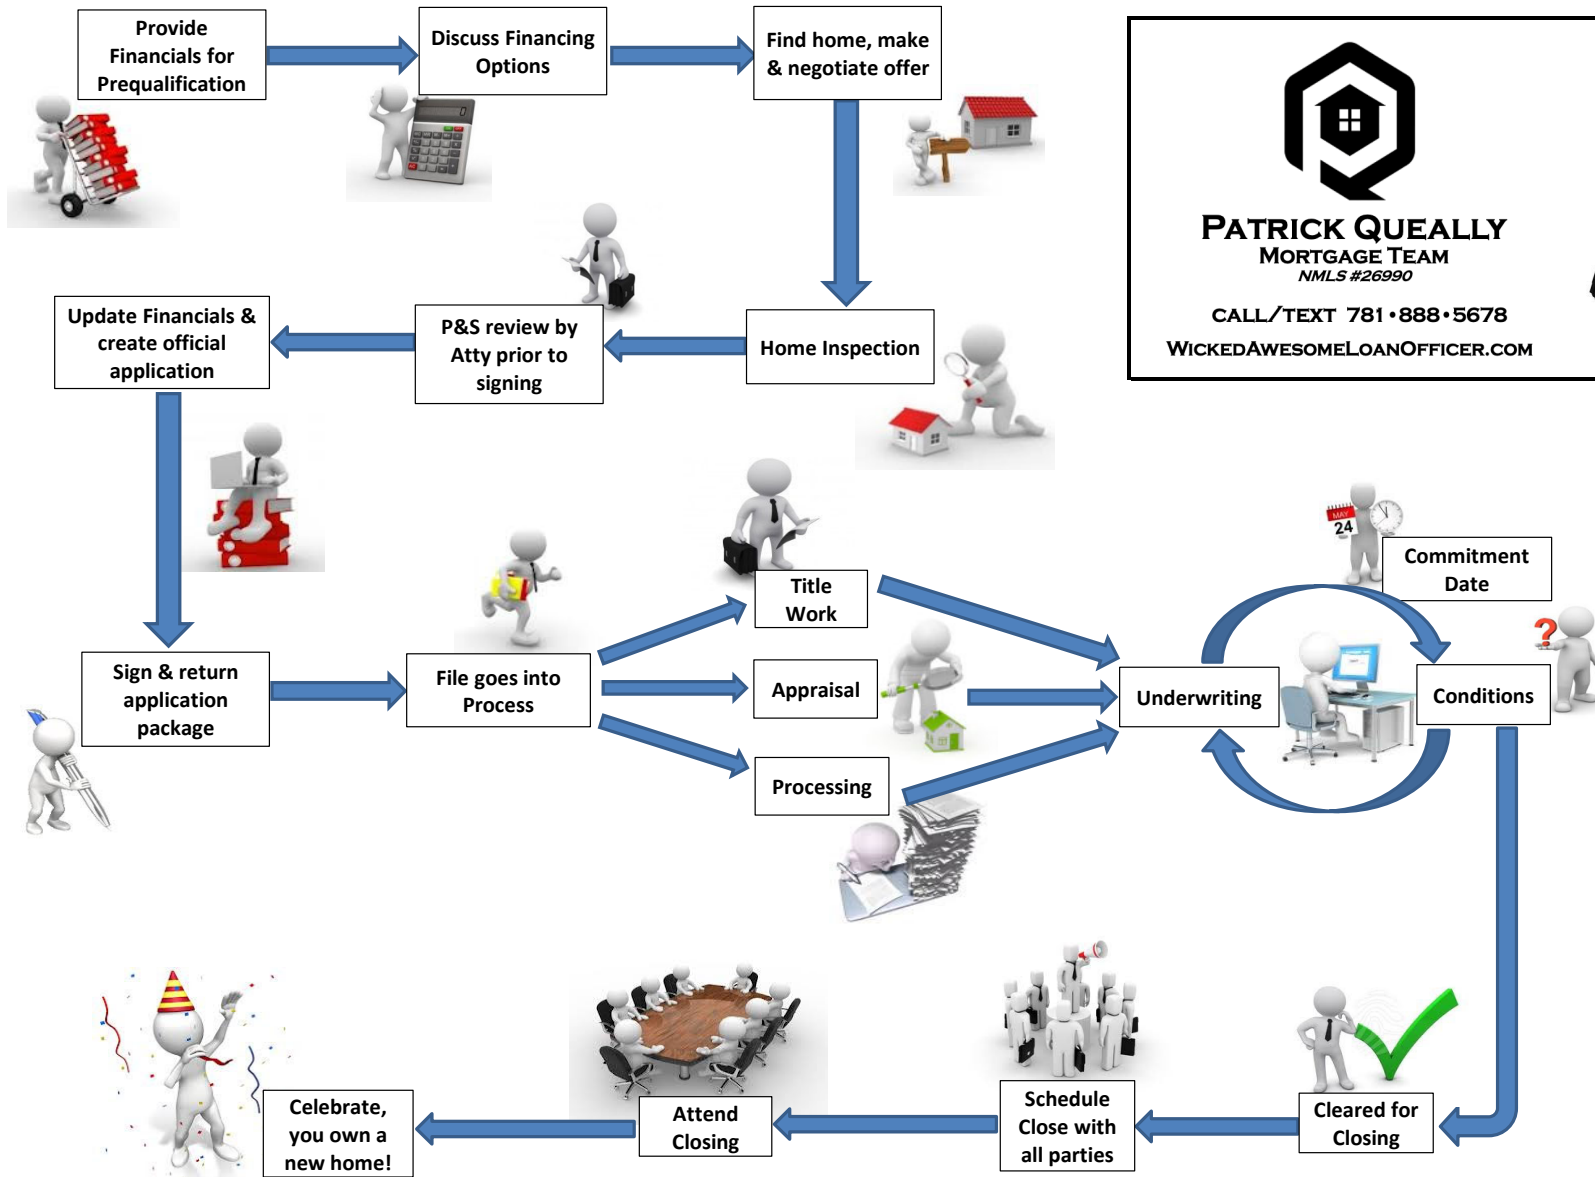 Provide
Financials for
Prequalification
Discuss Financing
Options
Find home, make
& negotiate offer
PATRICK QUEALLY
MORTGAGE TEAM
NMLS #26990
CALL/TEXT 781•888•5678
WICKEDAWESOMELOANOFFICER.COM
Update Financials &
create official
application
P&S review by
Atty prior to
signing
Home Inspection
MAY
24
Commitment
Date
Title
Work
?
Sign & return
application
package
File goes into
Process
Appraisal
Underwriting
Conditions
Processing
Celebrate,
you own a
new home!
Attend
Closing
Schedule
Close with
all parties
Cleared for
Closing